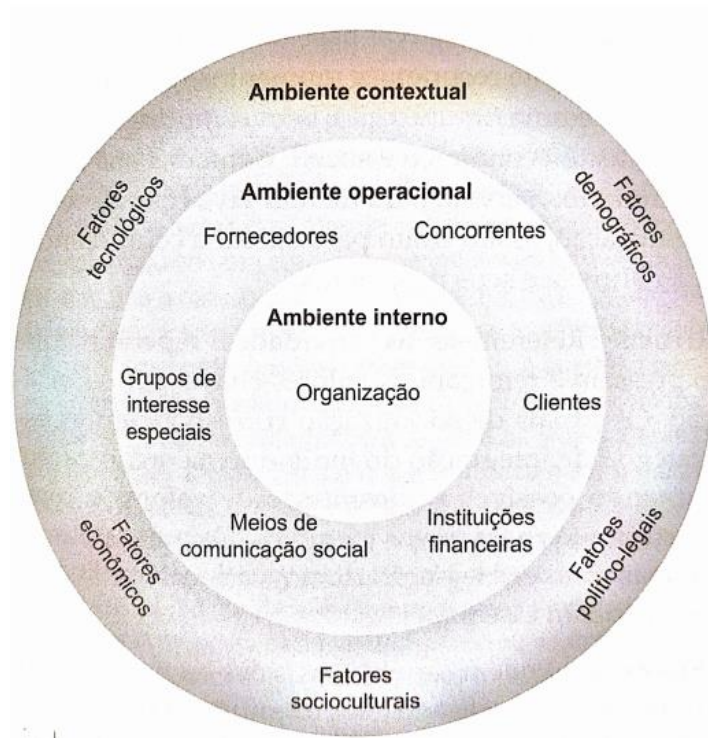 Ambiente contextual
Fatores
tecnológicos
Fatores
demográficos
Ambiente operacional
Fornecedores
Concorrentes
Ambiente interno
Organização
Grupos de
interesse
especiais
Clientes
Meios de
comunicação social
Instituições
financeiras
Fatores
econômicos
Fatores
político-legais
Fatores
socioculturais